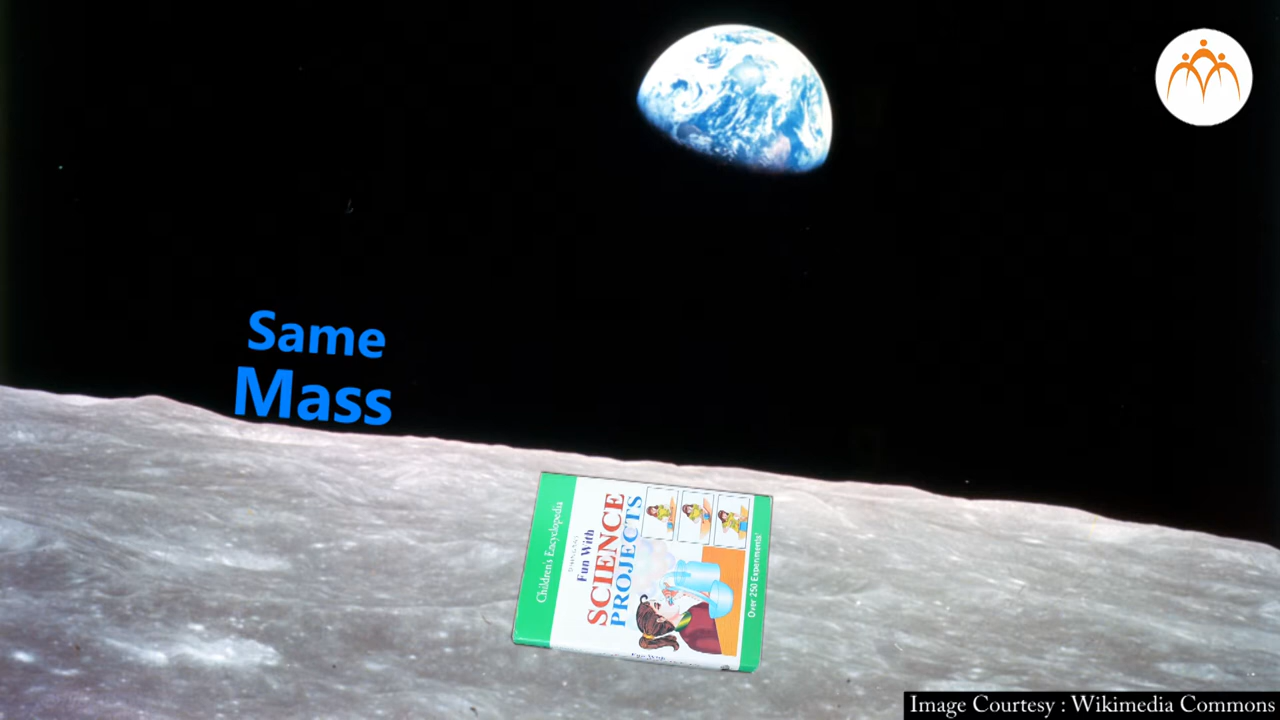 Same
Mass
Children's Encyclopedia
Fun With
SCIENCE
PROJECTS
Over 250 Experiments!
Image Courtesy : Wikimedia Commons